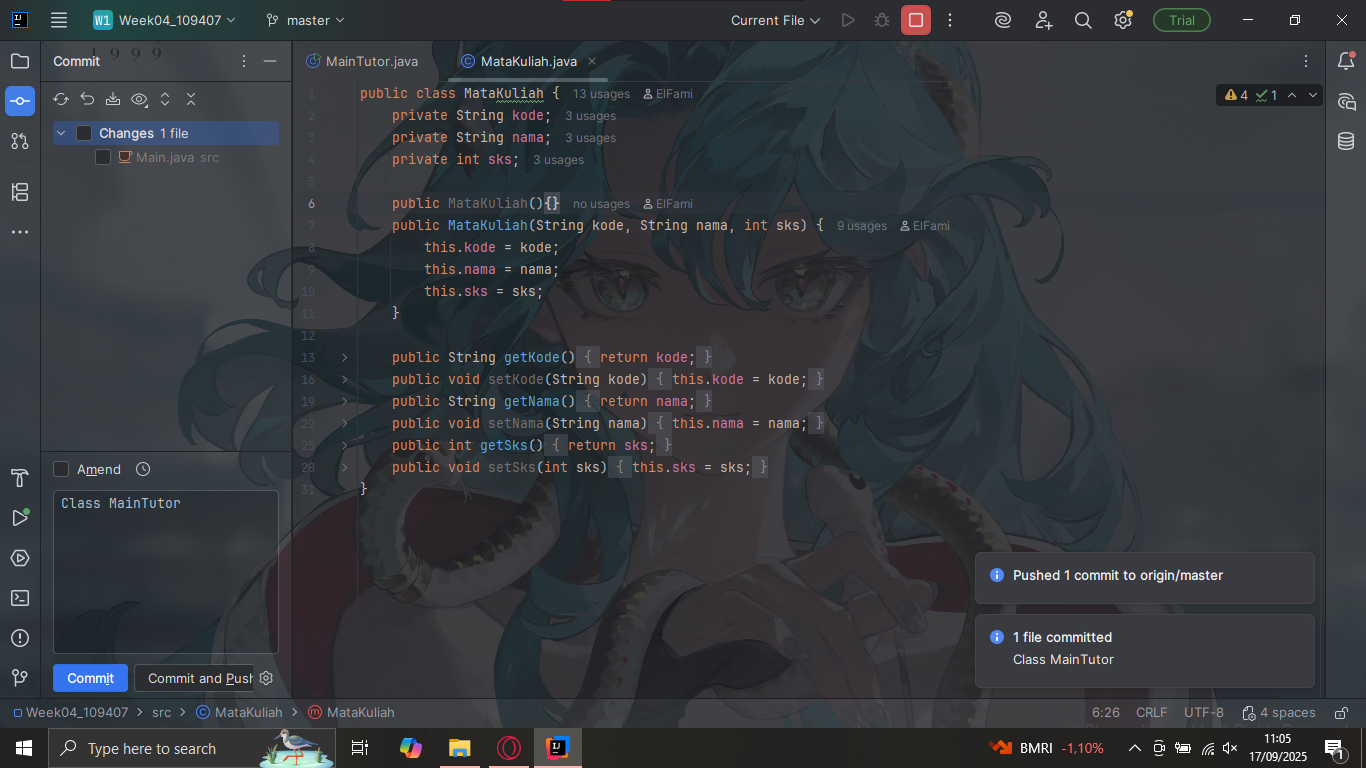 W1 Week04_109407 master Current File Trial
1 9 9 9
Commit
MainTutor.java MataKuliah.java
Changes 1 file
Main.java src
4 1
1 public class MataKuliah { 13 usages ElFami
2 private String kode; 3 usages
3 private String nama; 3 usages
4 private int sks; 3 usages
5
6 public MataKuliah(){} no usages ElFami
7 public MataKuliah(String kode, String nama, int sks) { 9 usages ElFami
8 this.kode = kode;
9 this.nama = nama;
10 this.sks = sks;
11 }
12
13 public String getKode() { return kode; }
16 public void setKode(String kode) { this.kode = kode; }
19 public String getNama() { return nama; }
22 public void setNama(String nama) { this.nama = nama; }
25 public int getSks() { return sks; }
28 public void setSks(int sks) { this.sks = sks; }
31 }
Amend
Class MainTutor
Commit Commit and Push
Pushed 1 commit to origin/master
1 file committed
Class MainTutor
Week04_109407 > src > MataKuliah > MataKuliah
6:26 CRLF UTF-8 4 spaces
Type here to search
BMRI -1,10%
11:05
17/09/2025
1